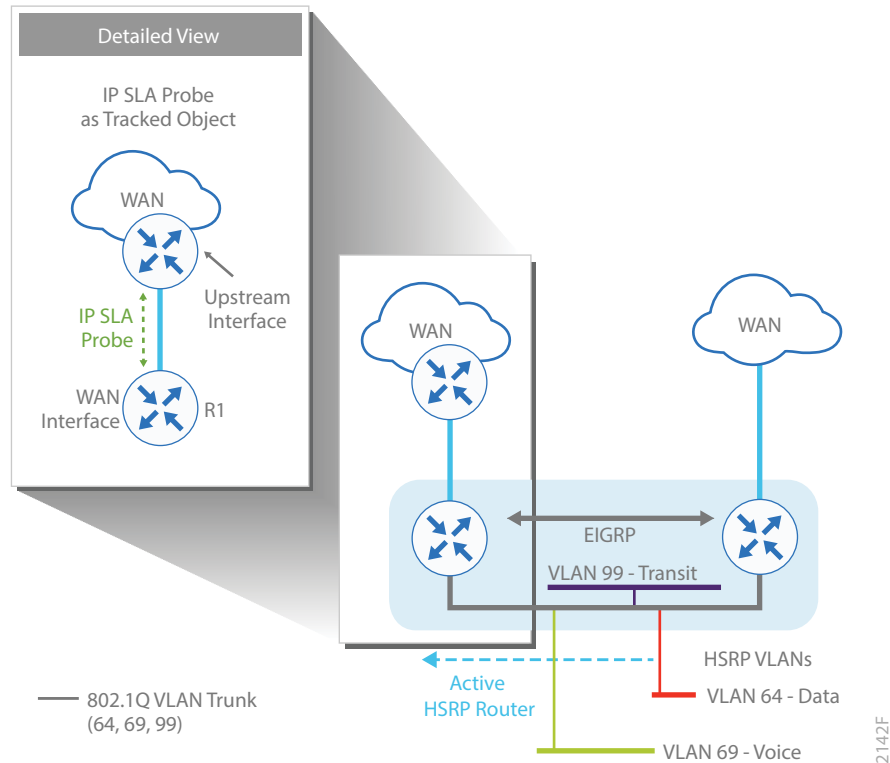 Detailed View
IP SLA Probe
as Tracked Object
WAN
Upstream
Interface
IP SLA
Probe
WAN
Interface
R1
WAN
WAN
EIGRP
VLAN 99 - Transit
HSRP VLANs
Active
HSRP Router
VLAN 64 - Data
802.1Q VLAN Trunk
(64, 69, 99)
VLAN 69 - Voice
2142F